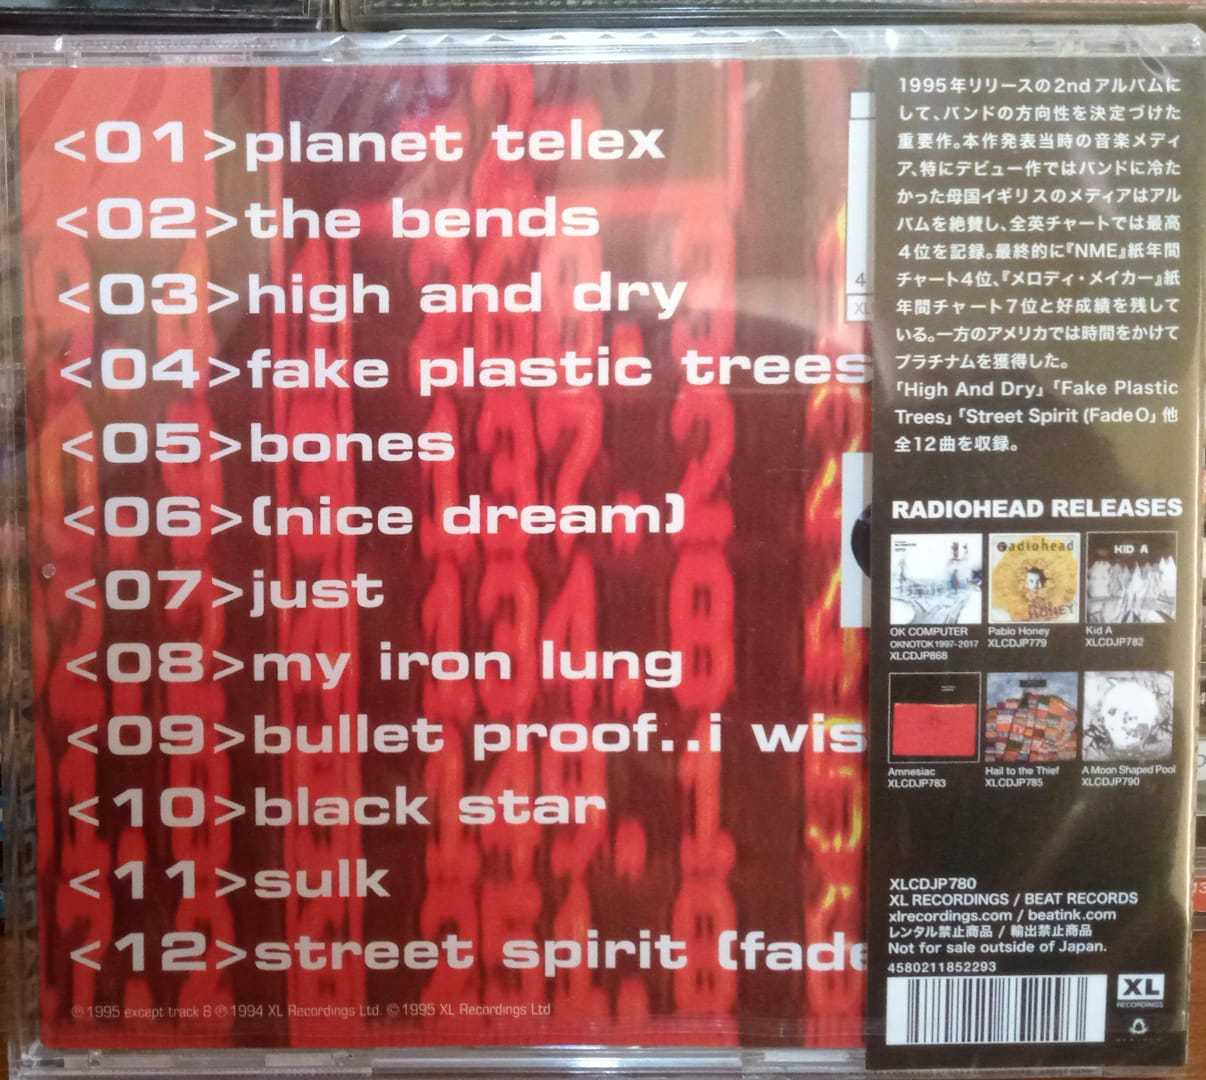 <01>planet telex
<02>the bends
<03>high and dry
<04>fake plastic trees
<05>bones
<06>(nice dream)
<07>just
<08>my iron lung
<09>bullet proof..i wis
<10>black star
<11>sulk
<12>street spirit (fade
℗ 1995 except track 8 ℗ 1994 XL Recordings Ltd. © 1995 XL Recordings Ltd
4
XL
1995年リリースの2ndアルバムに
して、バンドの方向性を決定づけた
重要作。本作発表当時の音楽メディ
ア、特にデビュー作ではバンドに冷た
かった母国イギリスのメディアはアル
バムを絶賛し、全英チャートでは最高
4位を記録。最終的に『NME』紙年間
チャート4位、『メロディ・メイカー』紙
年間チャート7位と好成績を残して
いる。一方のアメリカでは時間をかけて
プラチナムを獲得した。
「High And Dry」「Fake Plastic
Trees」「Street Spirit (Fade O」他
全12曲を収録。
RADIOHEAD RELEASES
radiohead
KID A
OK COMPUTER
OKNOTOK 1997-2017
XLCDJP868
Pablo Honey
XLCDJP779
Kid A
XLCDJP782
Amnesiac
XLCDJP783
Hail to the Thief
XLCDJP785
A Moon Shaped Pool
XLCDJP790
XLCDJP780
XL RECORDINGS / BEAT RECORDS
xlrecordings.com / beatink.com
レンタル禁止商品 / 輸出禁止商品
Not for sale outside of Japan.
4580211852293
XL
RECORDINGS